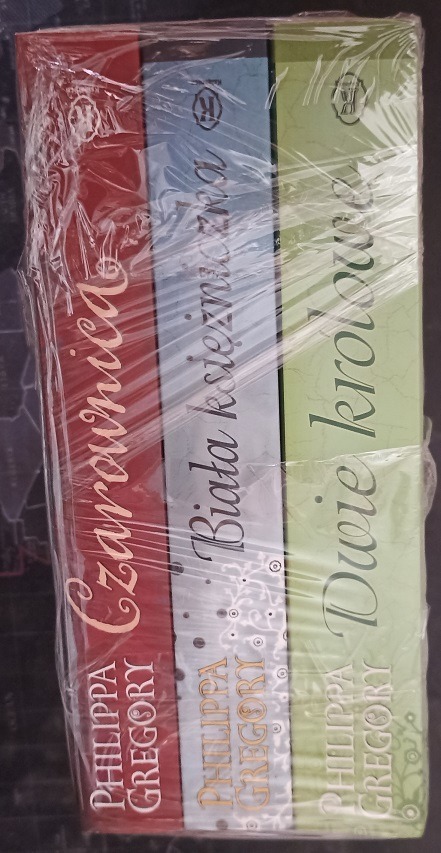 PHILIPPA
GREGORY
Czarownica
PHILIPPA
GREGORY
Biała księżniczka
PHILIPPA
GREGORY
Dwie królowe